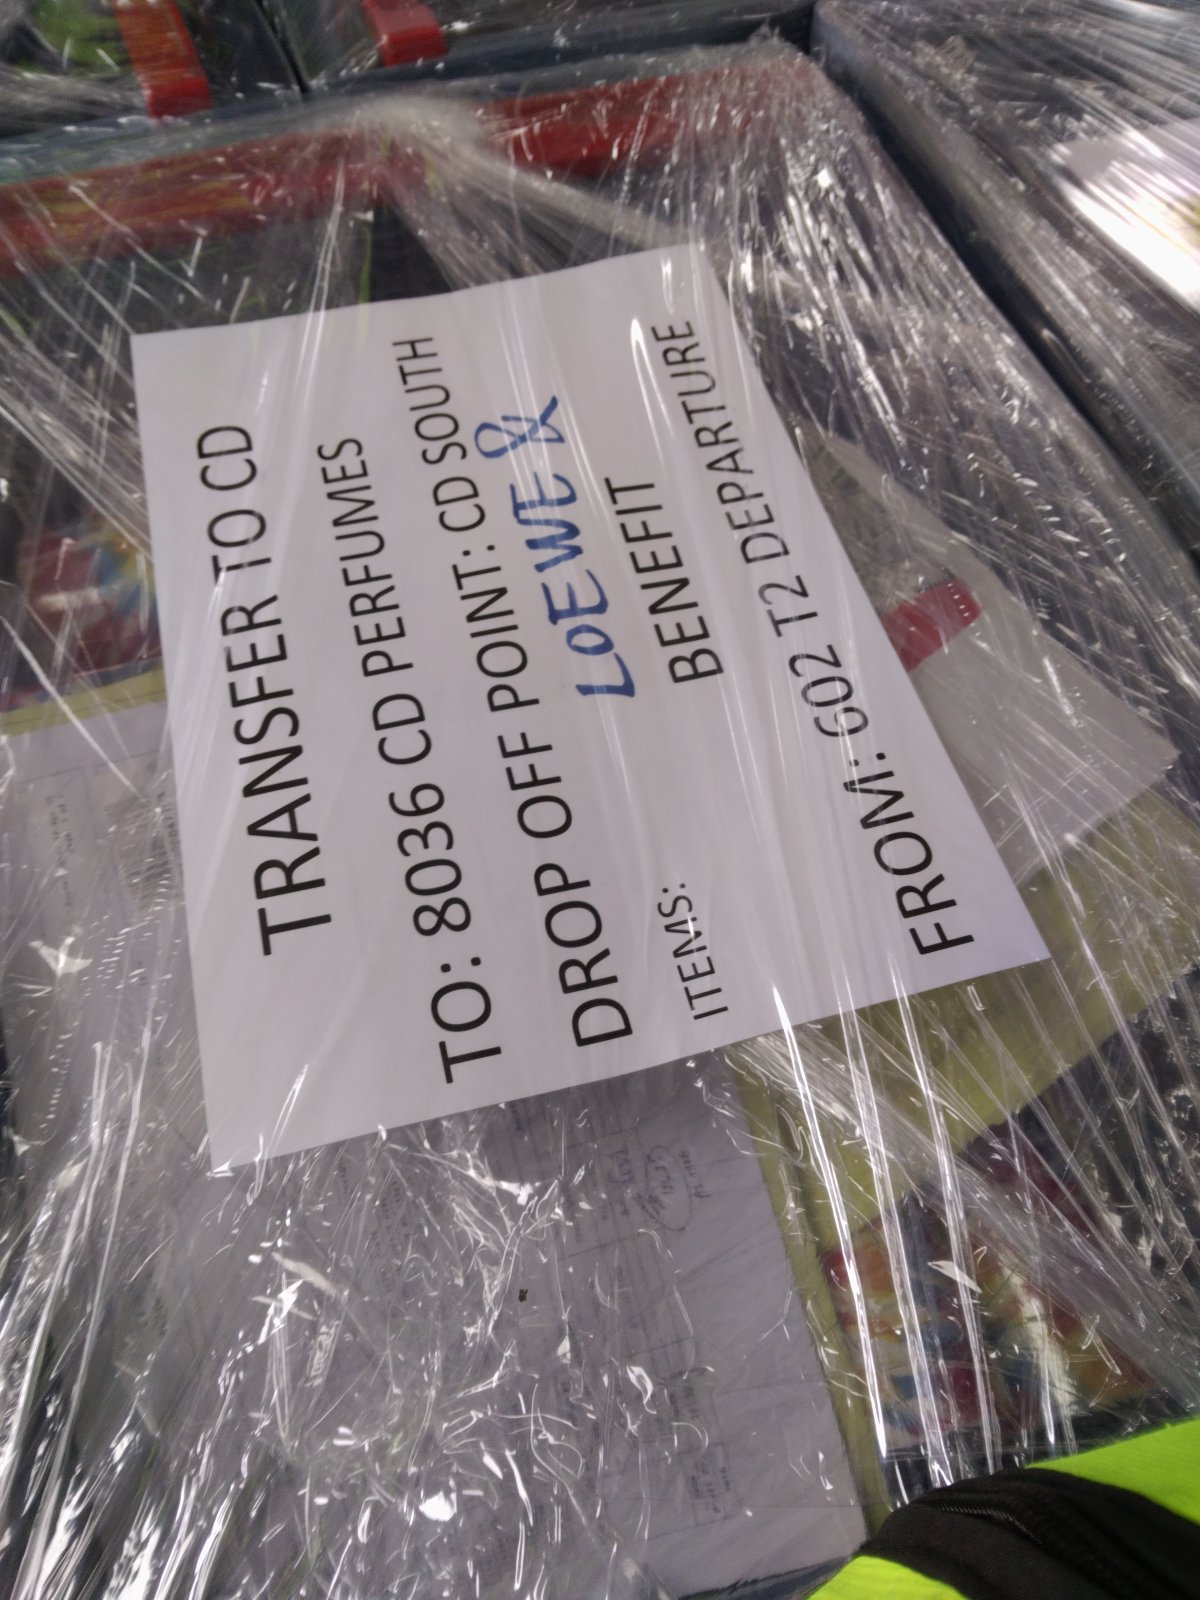 TRANSFER TO CD
TO: 8036 CD PERFUMES
DROP OFF POINT: CD SOUTH
LOEWE &
ITEMS: BENEFIT
FROM: 602 T2 DEPARTURE